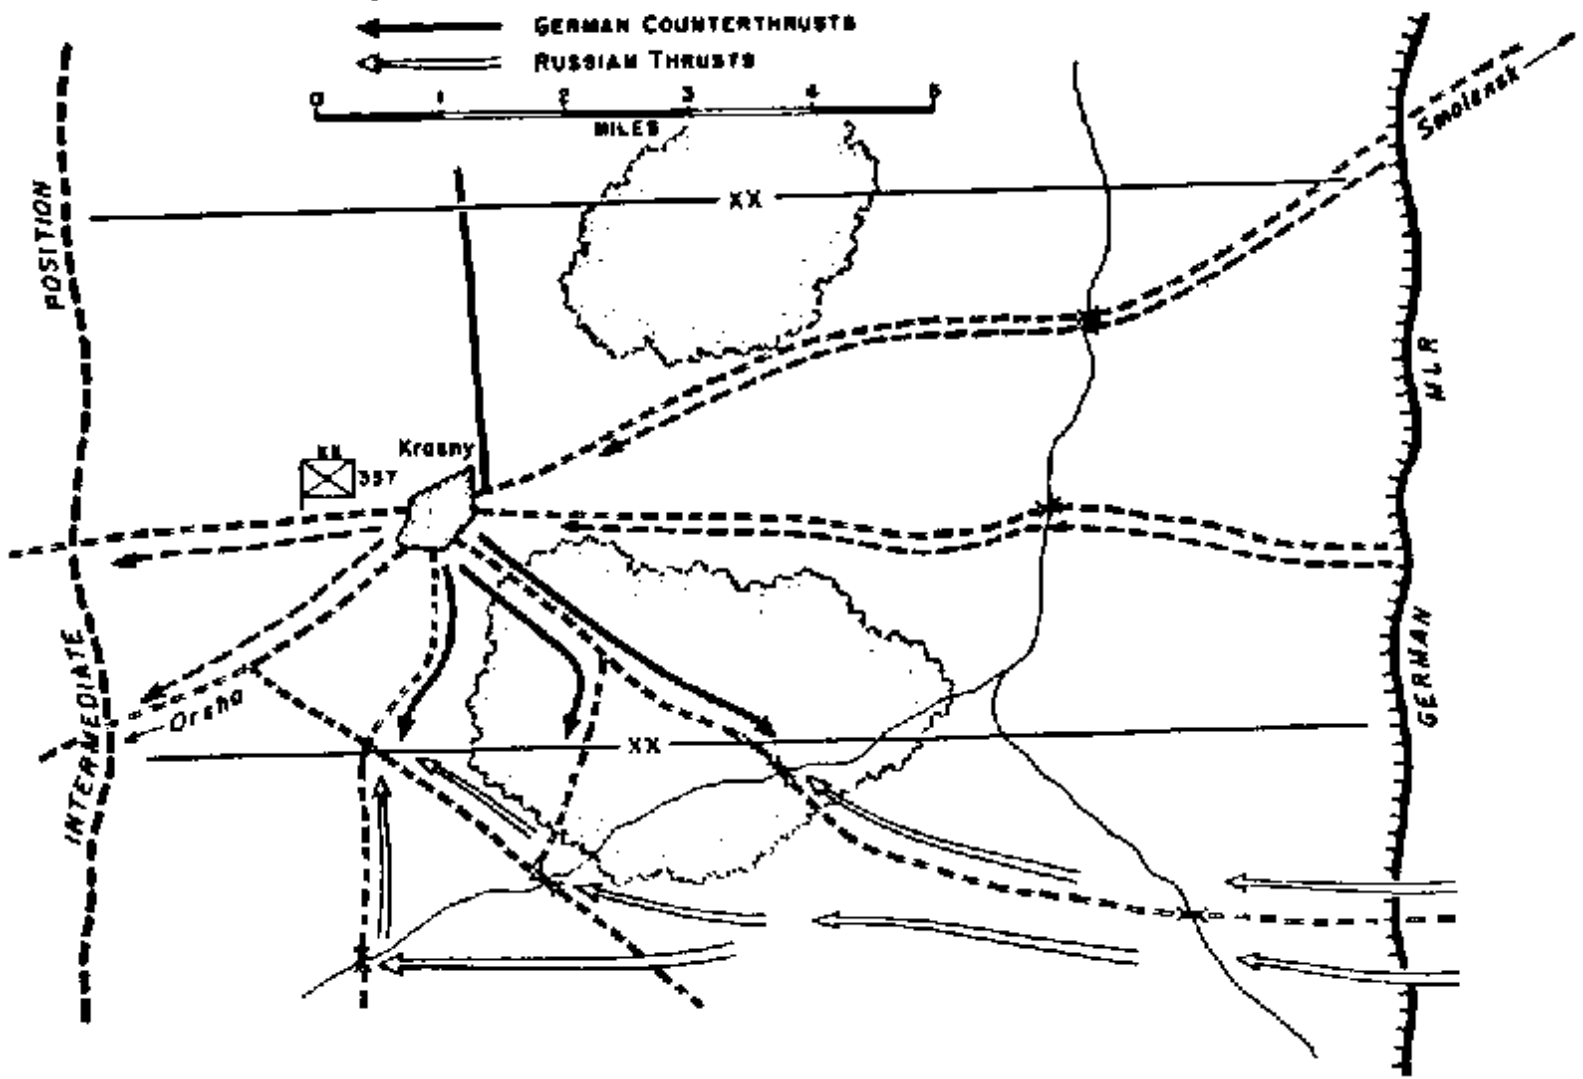 GERMAN COUNTERTHRUSTS
RUSSIAN THRUSTS
0 1 2 3 4 5
MILES
Smolensk
XX
POSITION
MLR
XX
Krasny
337
INTERMEDIATE
Orsha
GERMAN
XX